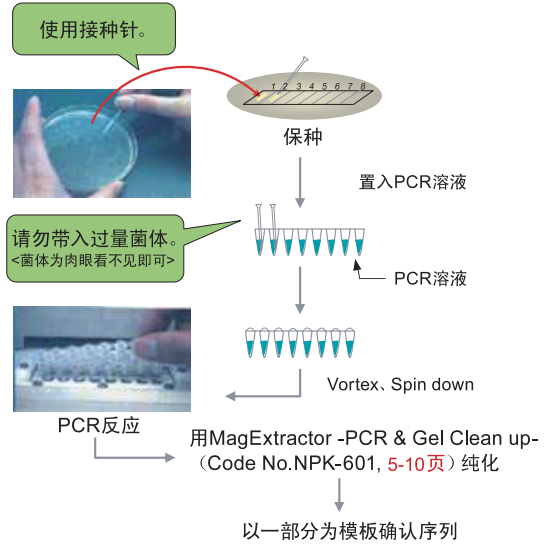 使用接种针。
1 2 3 4 5 6 7 8
保种
置入PCR溶液
请勿带入过量菌体。
<菌体为肉眼看不见即可>
PCR溶液
Vortex、Spin down
PCR反应
用MagExtractor -PCR & Gel Clean up-
（Code No.NPK-601, 5-10页）纯化
以一部分为模板确认序列